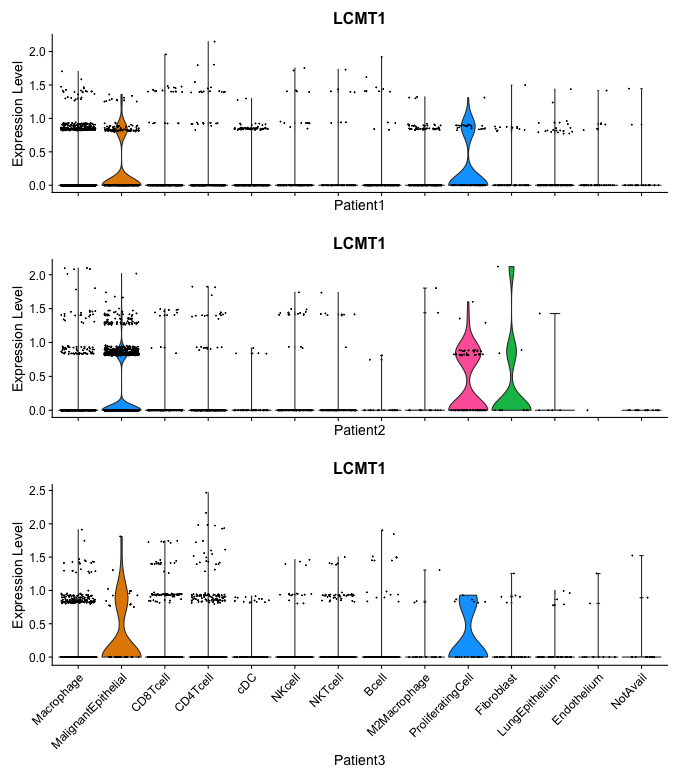 LCMT1
Expression Level
2.0
1.5
1.0
0.5
0.0
Patient1
LCMT1
Expression Level
2.0
1.5
1.0
0.5
0.0
Patient2
LCMT1
Expression Level
2.5
2.0
1.5
1.0
0.5
0.0
Macrophage
MalignantEpithelial
CD8Tcell
CD4Tcell
cDC
NKcell
NKTcell
Bcell
M2Macrophage
ProliferatingCell
Fibroblast
LungEpithelium
Endothelium
NotAvail
Patient3